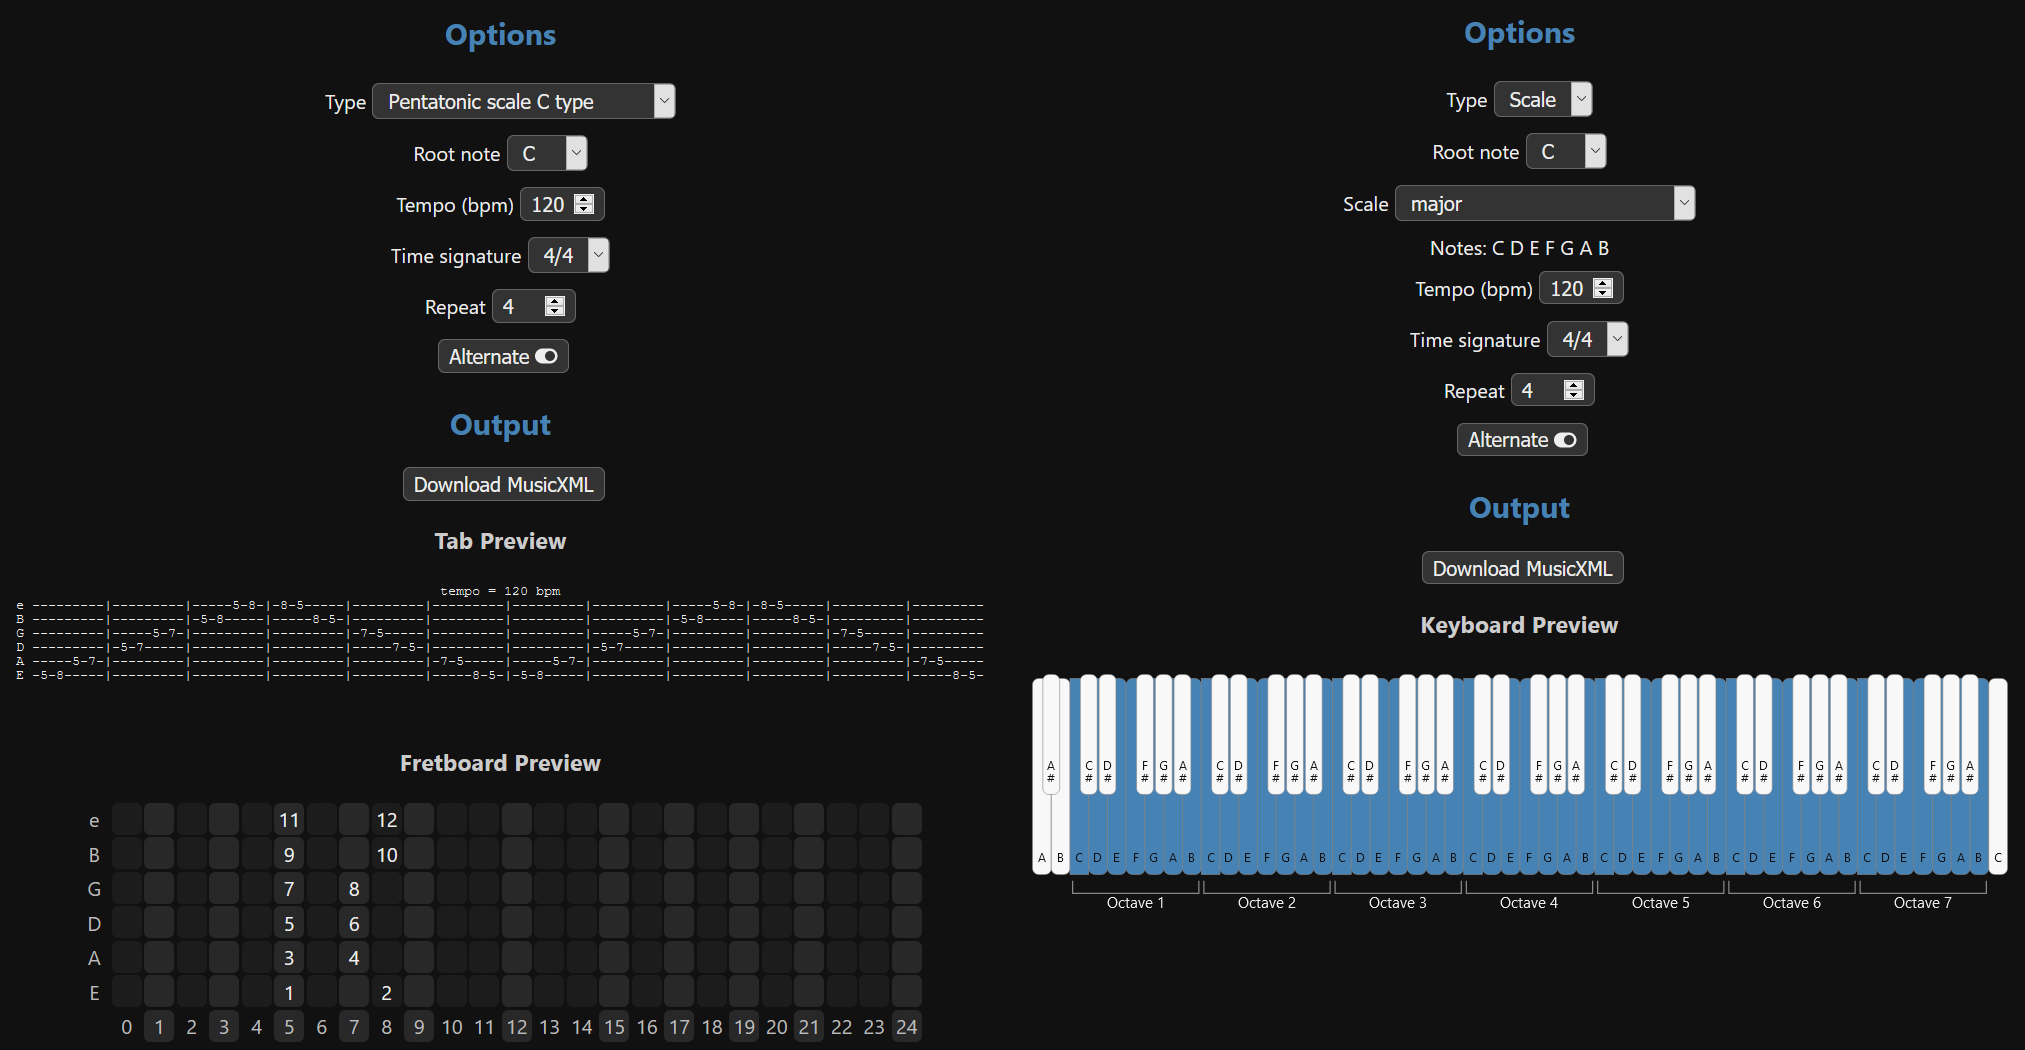 Options
Type Pentatonic scale C type
Root note C
Tempo (bpm) 120
Time signature 4/4
Repeat 4
Alternate
Output
Download MusicXML
Tab Preview
tempo = 120 bpm
e ---------|---------|-----5-8-|-8-5-----|---------|---------|---------|---------|-----5-8-|-8-5-----|---------|---------
B ---------|---------|-5-8-----|-----8-5-|---------|---------|---------|---------|-5-8-----|-----8-5-|---------|---------
G ---------|-----5-7-|---------|---------|-7-5-----|---------|---------|-----5-7-|---------|---------|-7-5-----|---------
D ---------|-5-7-----|---------|---------|-----7-5-|---------|---------|-5-7-----|---------|---------|-----7-5-|---------
A -----5-7-|---------|---------|---------|---------|-7-5-----|-----5-7-|---------|---------|---------|---------|-7-5-----
E -5-8-----|---------|---------|---------|---------|-----8-5-|-5-8-----|---------|---------|---------|---------|-----8-5-
Fretboard Preview
e 11 12
B 9 10
G 7 8
D 5 6
A 3 4
E 1 2
0 1 2 3 4 5 6 7 8 9 10 11 12 13 14 15 16 17 18 19 20 21 22 23 24
Options
Type Scale
Root note C
Scale major
Notes: C D E F G A B
Tempo (bpm) 120
Time signature 4/4
Repeat 4
Alternate
Output
Download MusicXML
Keyboard Preview
A# C# D# F# G# A# C# D# F# G# A# C# D# F# G# A# C# D# F# G# A# C# D# F# G# A# C# D# F# G# A# C# D# F# G# A#
A B C D E F G A B C D E F G A B C D E F G A B C D E F G A B C D E F G A B C D E F G A B C D E F G A B C
Octave 1 Octave 2 Octave 3 Octave 4 Octave 5 Octave 6 Octave 7